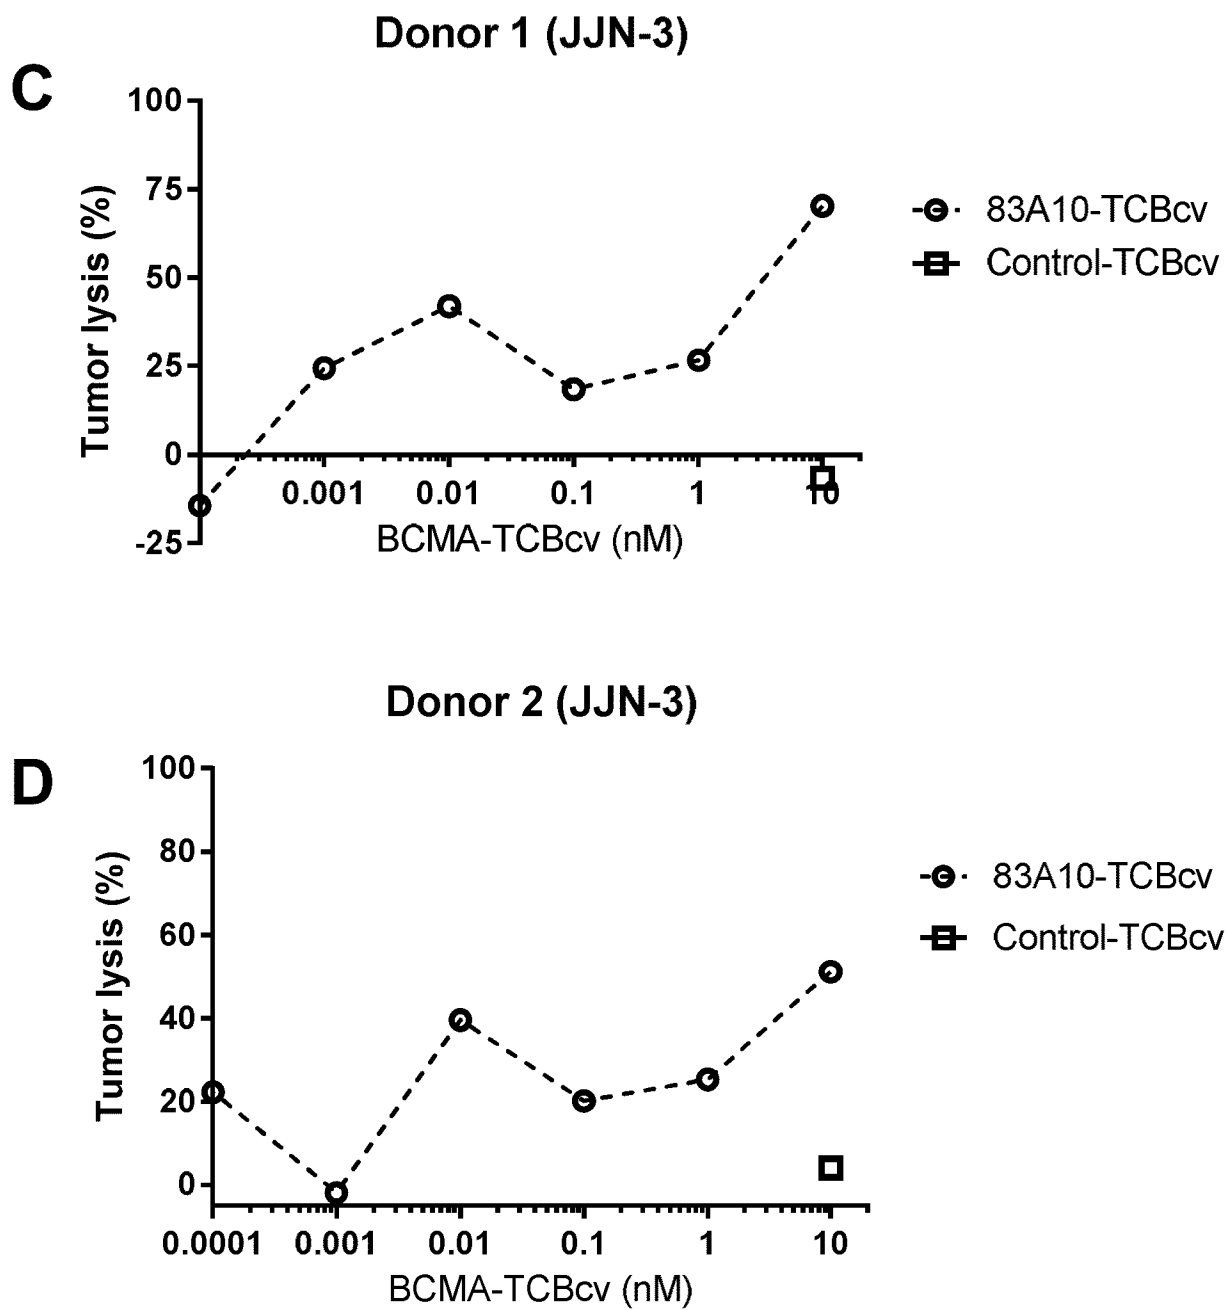 Donor 1 (JJN-3)
C
100
75
50
25
0
-25
Tumor lysis (%)
0.001 0.01 0.1 1 10
BCMA-TCBcv (nM)
83A10-TCBcv
Control-TCBcv
Donor 2 (JJN-3)
D
100
80
60
40
20
0
Tumor lysis (%)
0.0001 0.001 0.01 0.1 1 10
BCMA-TCBcv (nM)
83A10-TCBcv
Control-TCBcv